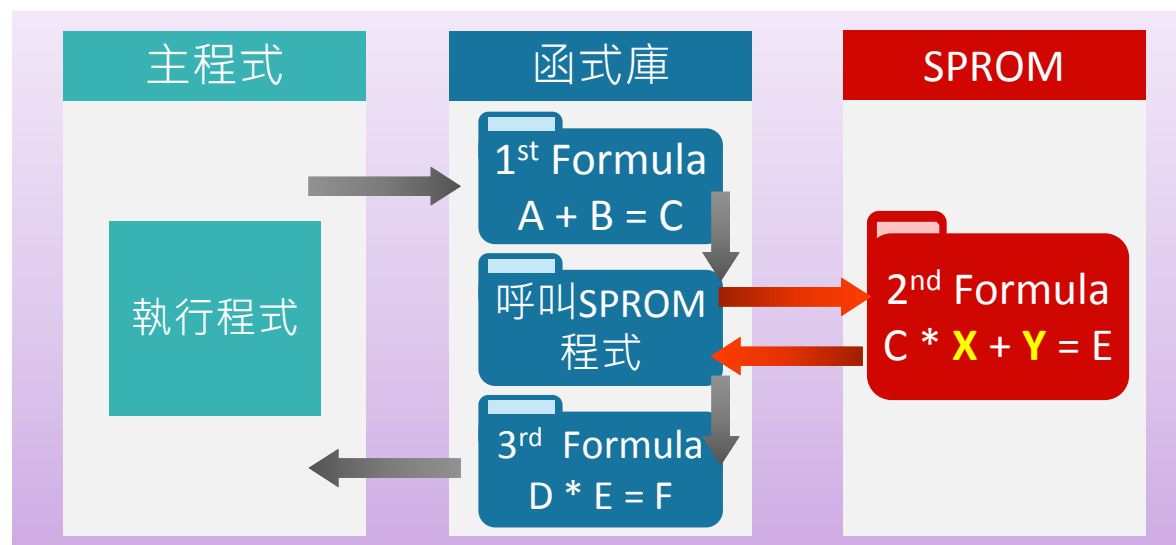 主程式
執行程式
函式庫
1st Formula
A + B = C
呼叫SPROM
程式
3rd Formula
D * E = F
SPROM
2nd Formula
C * X + Y = E